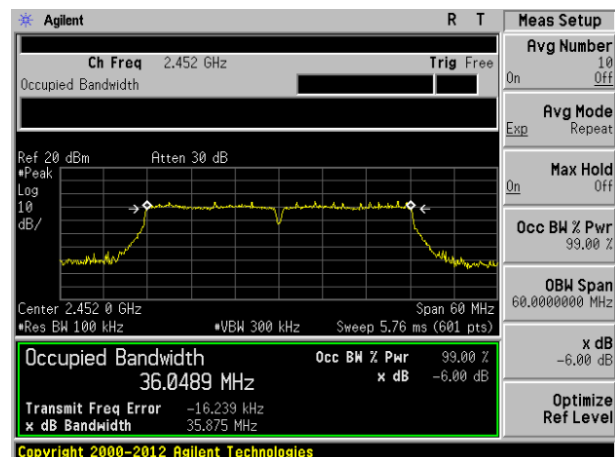 Agilent R T
Ch Freq 2.452 GHz Trig Free
Occupied Bandwidth
Ref 20 dBm Atten 30 dB
#Peak
Log
10
dB/
Center 2.452 0 GHz Span 60 MHz
#Res BW 100 kHz #VBW 300 kHz Sweep 5.76 ms (601 pts)
Occupied Bandwidth Occ BW % Pwr 99.00 %
36.0489 MHz x dB -6.00 dB
Transmit Freq Error -16.239 kHz
x dB Bandwidth 35.875 MHz
Copyright 2000-2012 Agilent Technologies
Meas Setup
Avg Number
10
On Off
Avg Mode
Exp Repeat
Max Hold
On Off
Occ BW % Pwr
99.00 %
OBW Span
60.0000000 MHz
x dB
-6.00 dB
Optimize
Ref Level